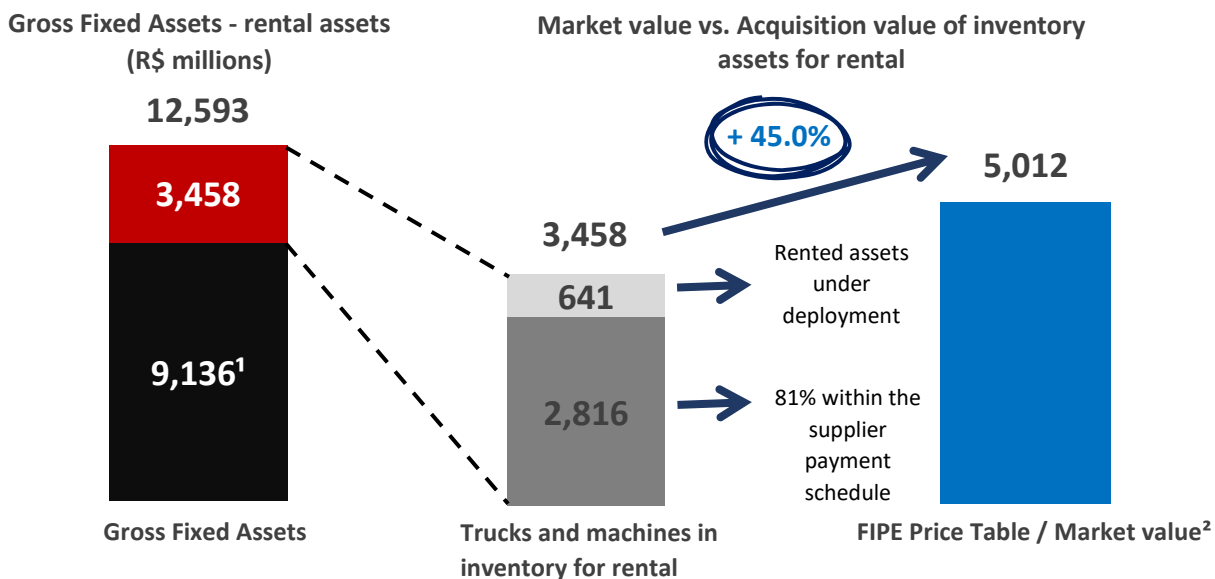 Gross Fixed Assets - rental assets
(R$ millions)
12,593
3,458
9,136¹
Gross Fixed Assets
Market value vs. Acquisition value of inventory
assets for rental
+ 45.0%
3,458
641
2,816
Trucks and machines in
inventory for rental
Rented assets
under
deployment
81% within the
supplier
payment
schedule
5,012
FIPE Price Table / Market value²